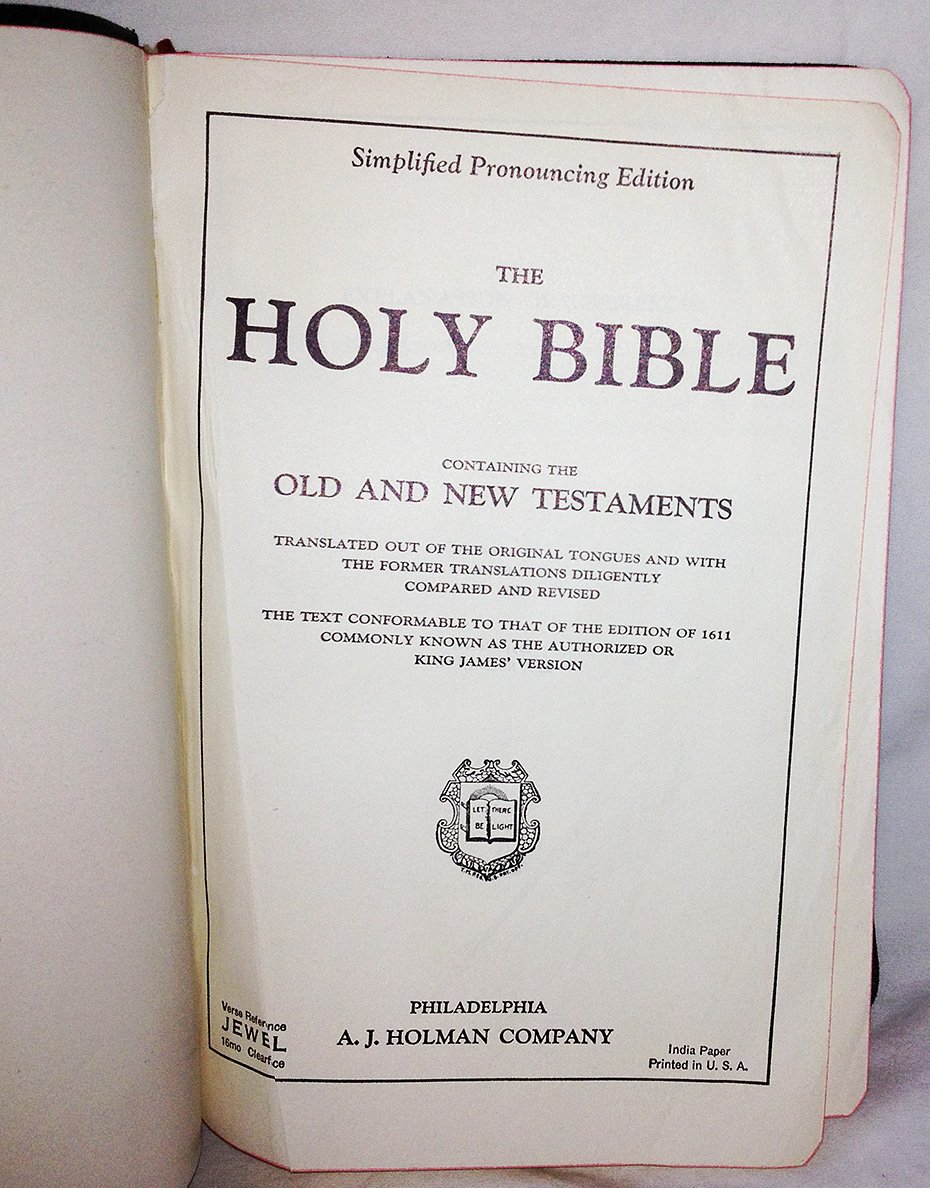 Simplified Pronouncing Edition
THE
HOLY BIBLE
CONTAINING THE
OLD AND NEW TESTAMENTS
TRANSLATED OUT OF THE ORIGINAL TONGUES AND WITH
THE FORMER TRANSLATIONS DILIGENTLY
COMPARED AND REVISED
THE TEXT CONFORMABLE TO THAT OF THE EDITION OF 1611
COMMONLY KNOWN AS THE AUTHORIZED OR
KING JAMES' VERSION
LET THERE
BE LIGHT
PHILADELPHIA
A. J. HOLMAN COMPANY
Verse Reference
JEWEL
16mo
India Paper
Printed in U. S. A.